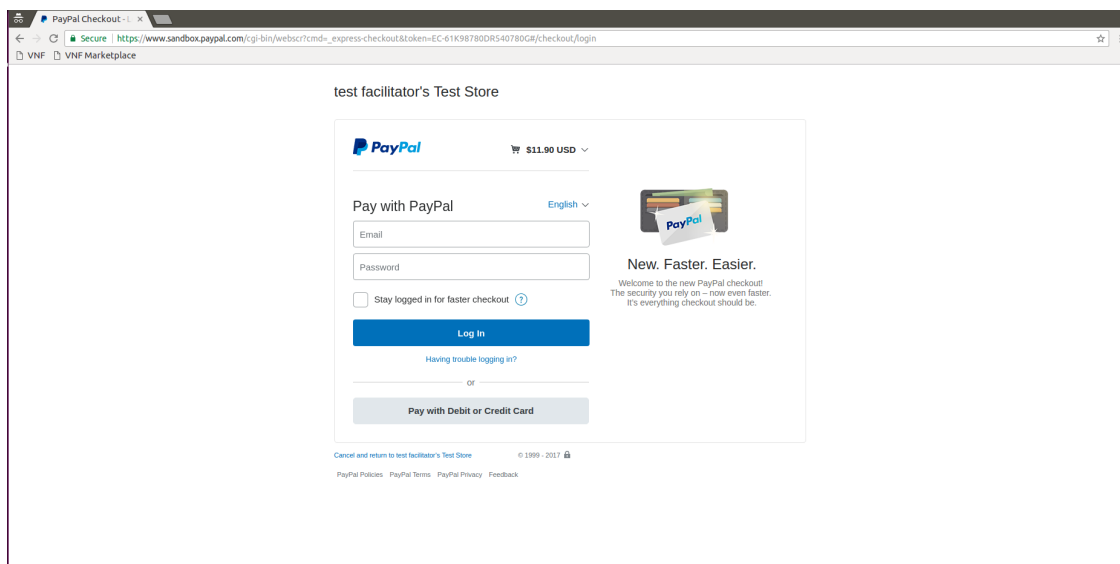 PayPal Checkout - L
Secure | https://www.sandbox.paypal.com/cgi-bin/webscr?cmd=_express-checkout&token=EC-61K98780DR540780G#/checkout/login
VNF VNF Marketplace
test facilitator's Test Store
PayPal
$11.90 USD
Pay with PayPal
English
Email
Password
Stay logged in for faster checkout ?
Log In
Having trouble logging in?
or
Pay with Debit or Credit Card
PayPal
New. Faster. Easier.
Welcome to the new PayPal checkout!
The security you rely on – now even faster.
It's everything checkout should be.
Cancel and return to test facilitator's Test Store
© 1999 - 2017
PayPal Policies PayPal Terms PayPal Privacy Feedback